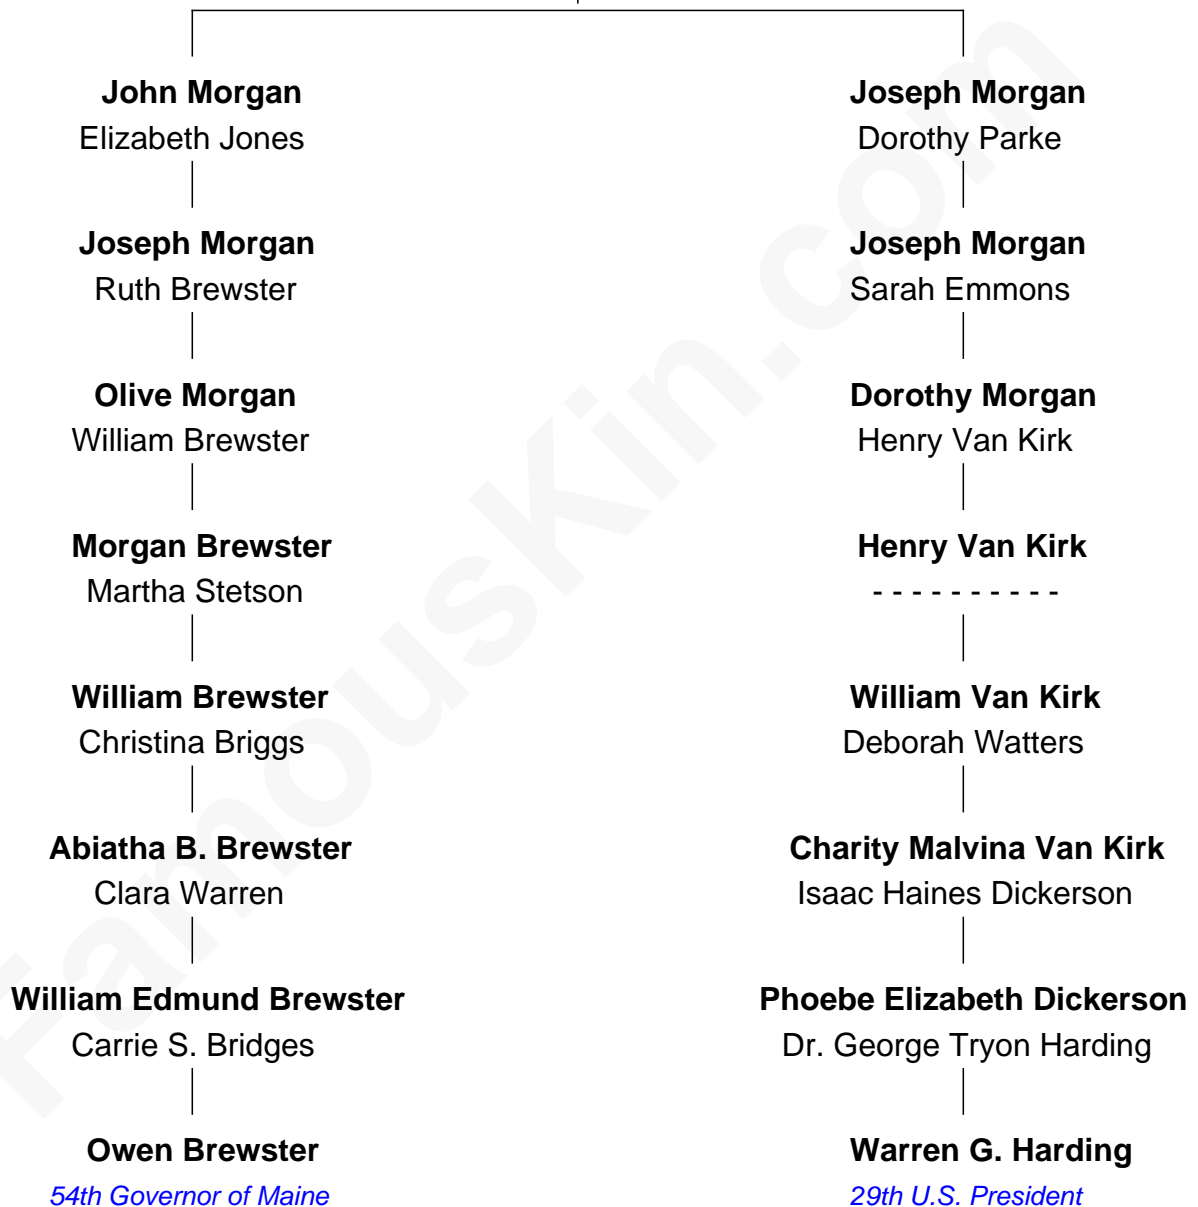 John Morgan
Elizabeth Jones
Joseph Morgan
Ruth Brewster
Olive Morgan
William Brewster
Morgan Brewster
Martha Stetson
William Brewster
Christina Briggs
Abiatha B. Brewster
Clara Warren
William Edmund Brewster
Carrie S. Bridges
Owen Brewster
54th Governor of Maine
Joseph Morgan
Dorothy Parke
Joseph Morgan
Sarah Emmons
Dorothy Morgan
Henry Van Kirk
Henry Van Kirk
- - - - - - - - - -
William Van Kirk
Deborah Watters
Charity Malvina Van Kirk
Isaac Haines Dickerson
Phoebe Elizabeth Dickerson
Dr. George Tryon Harding
Warren G. Harding
29th U.S. President
FamousKin.com